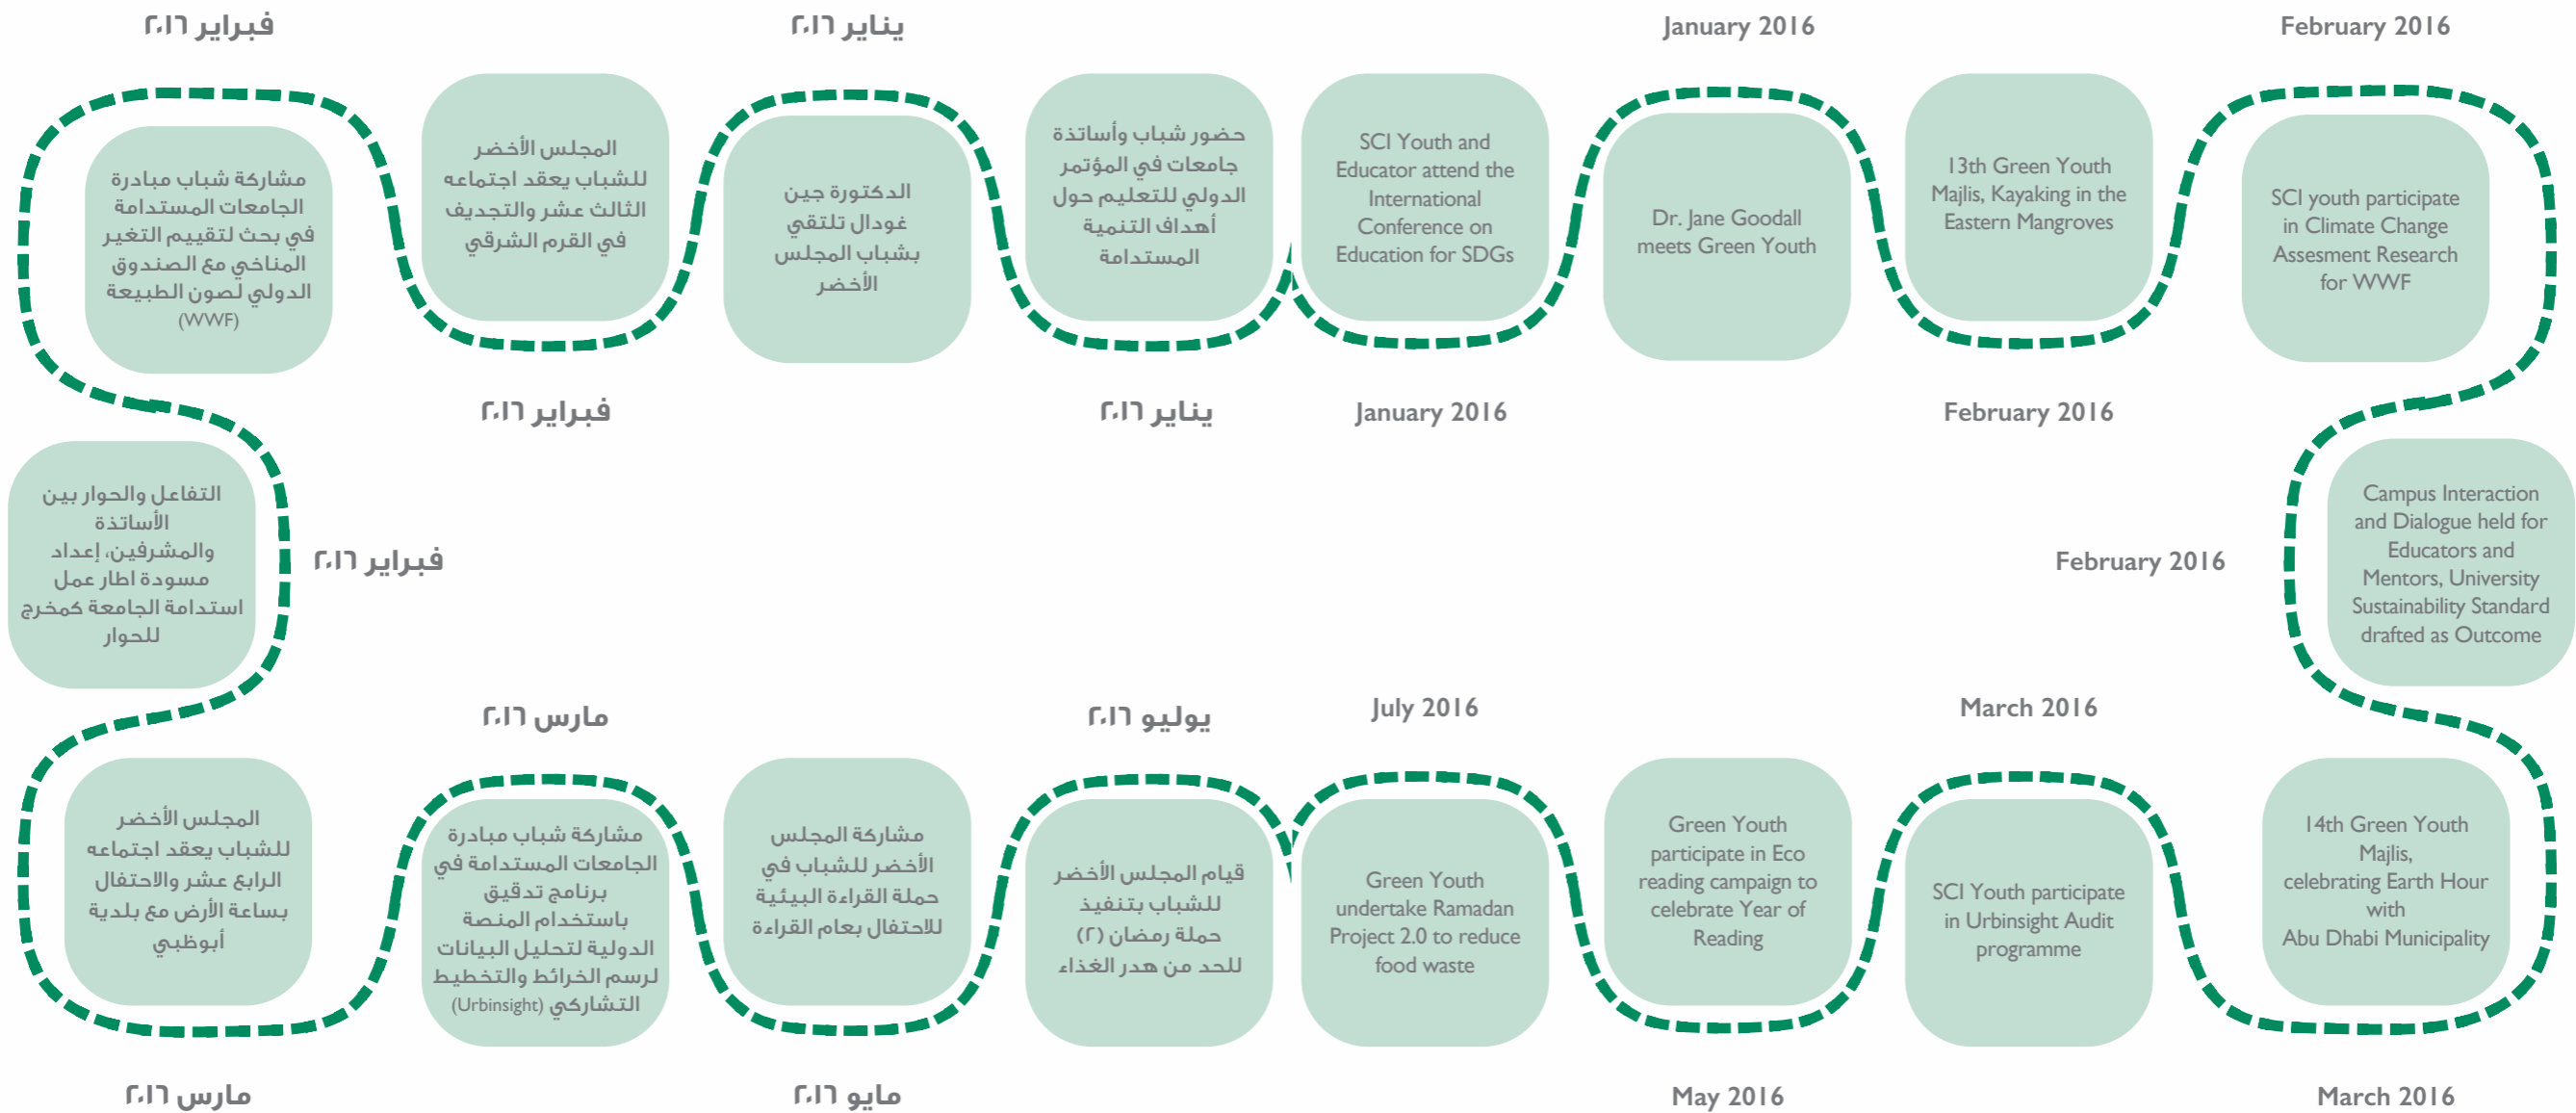 January 2016
SCI Youth and
Educator attend the
International
Conference on
Education for SDGs
January 2016
Dr. Jane Goodall
meets Green Youth
February 2016
13th Green Youth
Majlis, Kayaking in the
Eastern Mangroves
February 2016
SCI youth participate
in Climate Change
Assesment Research
for WWF
February 2016
Campus Interaction
and Dialogue held for
Educators and
Mentors, University
Sustainability Standard
drafted as Outcome
March 2016
14th Green Youth
Majlis,
celebrating Earth Hour
with
Abu Dhabi Municipality
March 2016
SCI Youth participate
in Urbinsight Audit
programme
May 2016
Green Youth
participate in Eco
reading campaign to
celebrate Year of
Reading
July 2016
Green Youth
undertake Ramadan
Project 2.0 to reduce
food waste
يناير ٢٠١٦
حضور شباب وأساتذة
جامعات في المؤتمر
الدولي للتعليم حول
أهداف التنمية
المستدامة
يناير ٢٠١٦
الدكتورة جين
غودال تلتقي
بشباب المجلس
الأخضر
فبراير ٢٠١٦
المجلس الأخضر
للشباب يعقد اجتماعه
الثالث عشر والتجديف
في القرم الشرقي
فبراير ٢٠١٦
مشاركة شباب مبادرة
الجامعات المستدامة
في بحث لتقييم التغير
المناخي مع الصندوق
الدولي لصون الطبيعة
(WWF)
فبراير ٢٠١٦
التفاعل والحوار بين
الأساتذة
والمشرفين، إعداد
مسودة اطار عمل
استدامة الجامعة كمخرج
للحوار
مارس ٢٠١٦
المجلس الأخضر
للشباب يعقد اجتماعه
الرابع عشر والاحتفال
بساعة الأرض مع بلدية
أبوظبي
مارس ٢٠١٦
مشاركة شباب مبادرة
الجامعات المستدامة في
برنامج تدقيق
باستخدام المنصة
الدولية لتحليل البيانات
لرسم الخرائط والتخطيط
التشاركي (Urbinsight)
مايو ٢٠١٦
مشاركة المجلس
الأخضر للشباب في
حملة القراءة البيئية
للاحتفال بعام القراءة
يوليو ٢٠١٦
قيام المجلس الأخضر
للشباب بتنفيذ
حملة رمضان (٢)
للحد من هدر الغذاء